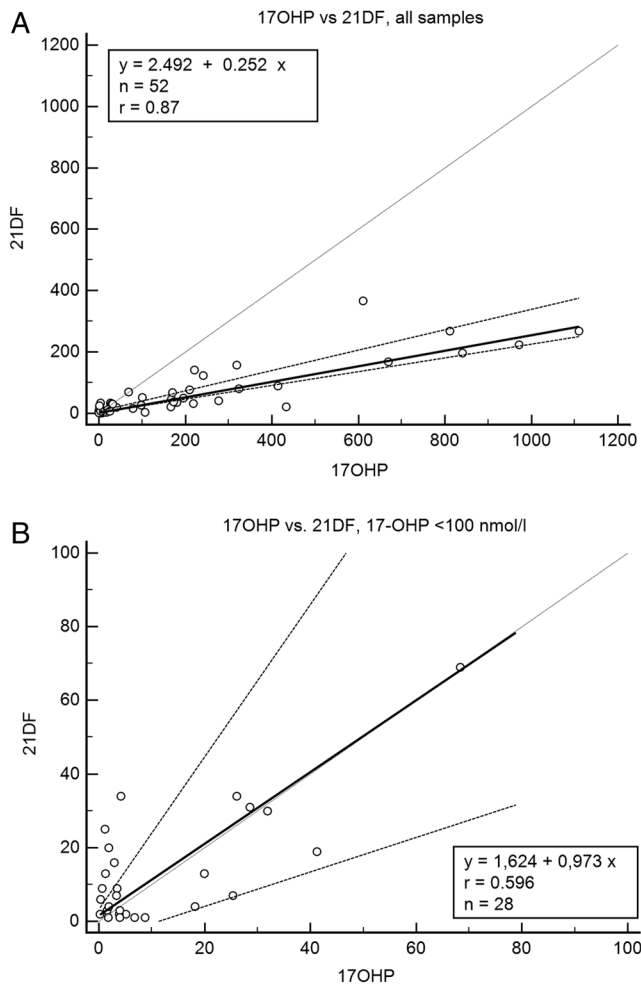 A
17OHP vs 21DF, all samples
y = 2.492 + 0.252 x
n = 52
r = 0.87
1200
1000
800
600
400
200
0
21DF
0 200 400 600 800 1000 1200
17OHP
B
17OHP vs. 21DF, 17-OHP <100 nmol/l
100
80
60
40
20
0
21DF
y = 1,624 + 0,973 x
r = 0.596
n = 28
0 20 40 60 80 100
17OHP